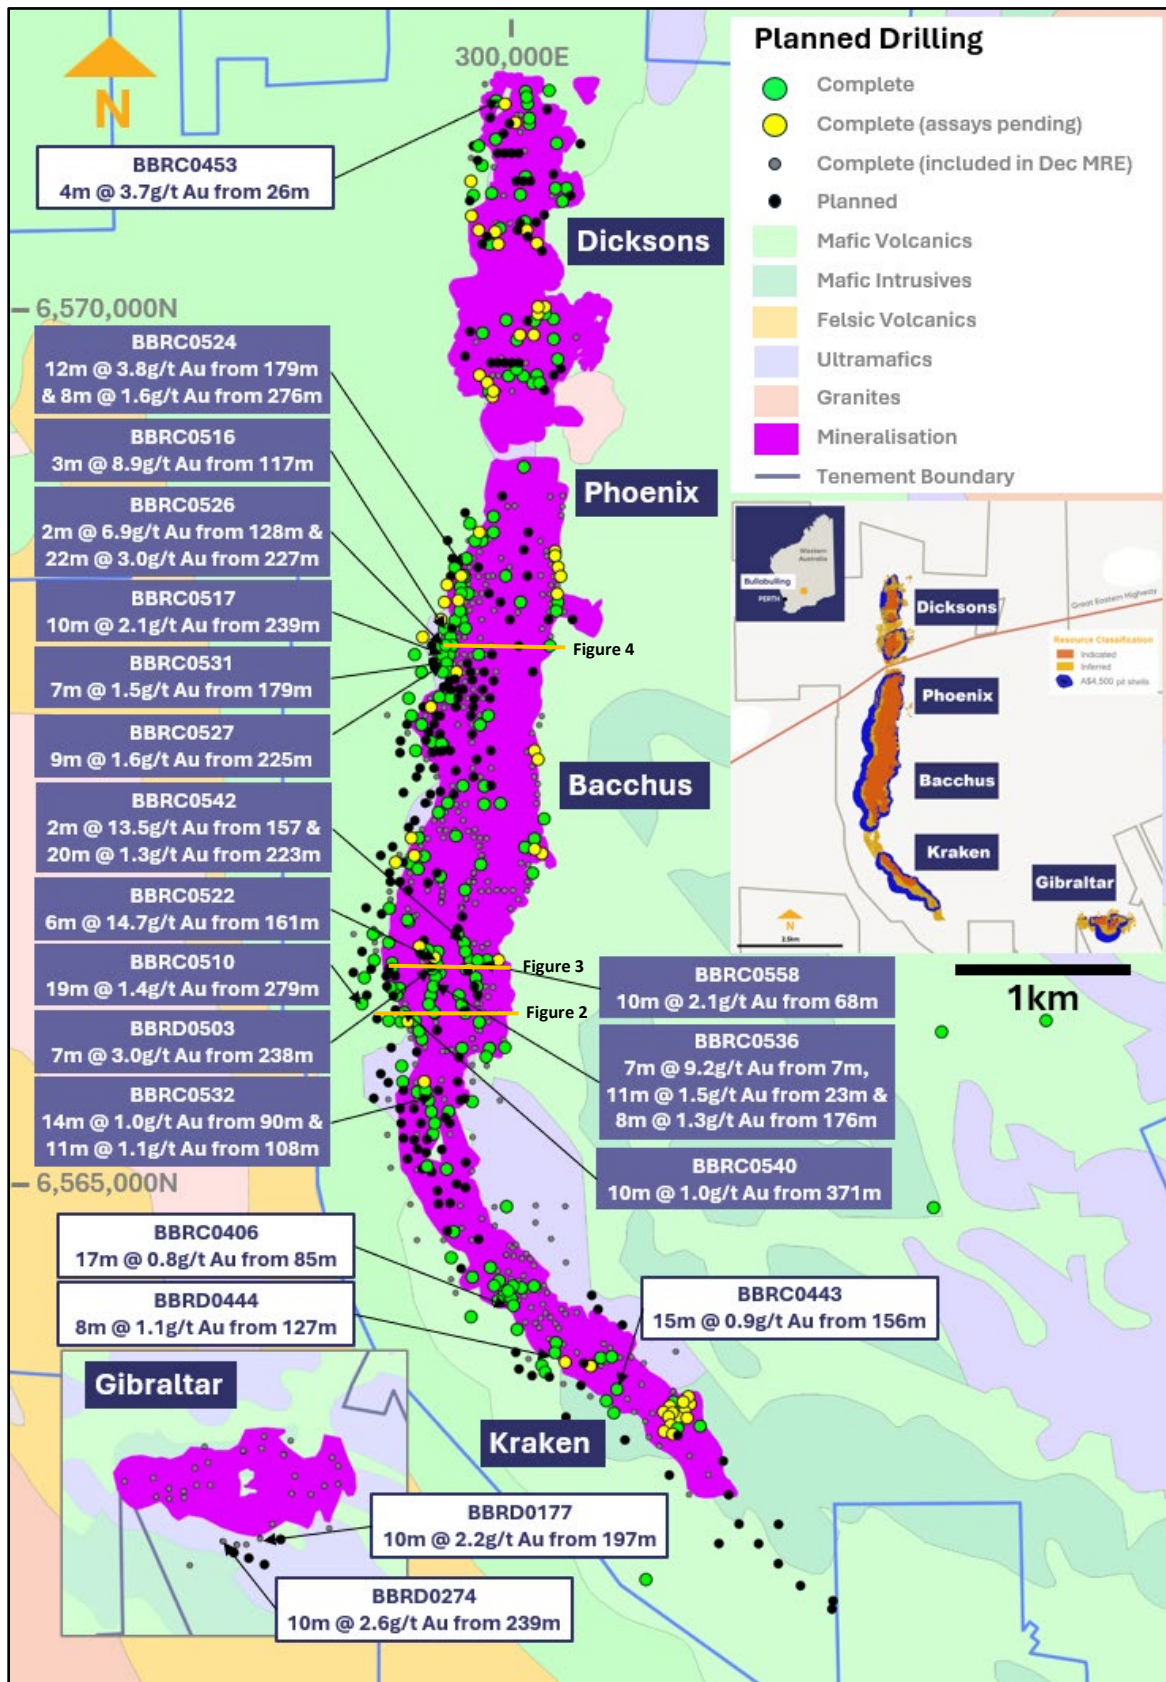 300,000E
N
BBRC0453
4m @ 3.7g/t Au from 26m
Dicksons
6,570,000N
BBRC0524
12m @ 3.8g/t Au from 179m
& 8m @ 1.6g/t Au from 276m
BBRC0516
3m @ 8.9g/t Au from 117m
Phoenix
BBRC0526
2m @ 6.9g/t Au from 128m &
22m @ 3.0g/t Au from 227m
BBRC0517
10m @ 2.1g/t Au from 239m
Figure 4
BBRC0531
7m @ 1.5g/t Au from 179m
BBRC0527
9m @ 1.6g/t Au from 225m
Bacchus
BBRC0542
2m @ 13.5g/t Au from 157 &
20m @ 1.3g/t Au from 223m
BBRC0522
6m @ 14.7g/t Au from 161m
BBRC0510
19m @ 1.4g/t Au from 279m
Figure 3
Figure 2
BBRD0503
7m @ 3.0g/t Au from 238m
BBRC0532
14m @ 1.0g/t Au from 90m &
11m @ 1.1g/t Au from 108m
BBRC0558
10m @ 2.1g/t Au from 68m
BBRC0536
7m @ 9.2g/t Au from 7m,
11m @ 1.5g/t Au from 23m &
8m @ 1.3g/t Au from 176m
BBRC0540
10m @ 1.0g/t Au from 371m
6,565,000N
BBRC0406
17m @ 0.8g/t Au from 85m
BBRD0444
8m @ 1.1g/t Au from 127m
BBRC0443
15m @ 0.9g/t Au from 156m
Kraken
Gibraltar
BBRD0177
10m @ 2.2g/t Au from 197m
BBRD0274
10m @ 2.6g/t Au from 239m
Planned Drilling
Complete
Complete (assays pending)
Complete (included in Dec MRE)
Planned
Mafic Volcanics
Mafic Intrusives
Felsic Volcanics
Ultramafics
Granites
Mineralisation
Tenement Boundary
Western
Australia
Bullabulling
PERTH
Dicksons
Great Eastern Highway
Resource Classification
Indicated
Inferred
A$4,500 pit shells
Phoenix
Bacchus
Kraken
Gibraltar
N
2.5km
1km